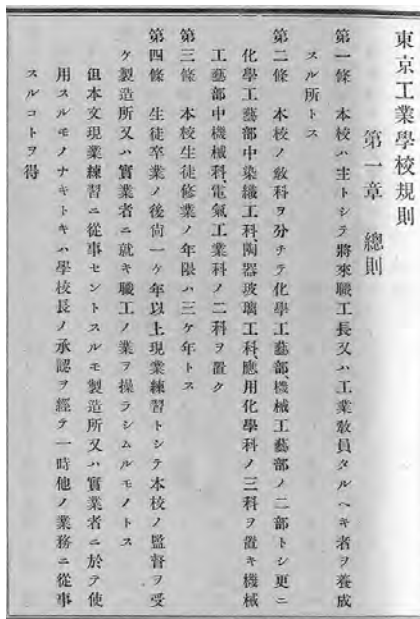 東京工業學校規則
第一章　總則
第一條　本校ハ主トシテ將來職工長又ハ工業敎員タルヘキ者ヲ養成
スル所トス
第二條　本校ノ敎科ヲ分チテ化學工藝部、機械工藝部ノ二部トシ更ニ
化學工藝部中染織工科、陶器玻璃工科、應用化學科ノ三科ヲ置キ機械
工藝部中機械科、電氣工業科ノ二科ヲ置ク
第三條　本校生徒修業ノ年限ハ三ケ年トス
第四條　生徒卒業ノ後尙一ケ年以上現業練習トシテ本校ノ監督ヲ受
ケ製造所又ハ實業者ニ就キ職工ノ業ヲ操ラシムルモノトス
但本文現業練習ニ從事セントスルモ製造所又ハ實業者ニ於テ使
用スルモノナキトキハ學校長ノ承認ヲ經テ一時他ノ業務ニ從事
スルコトヲ得